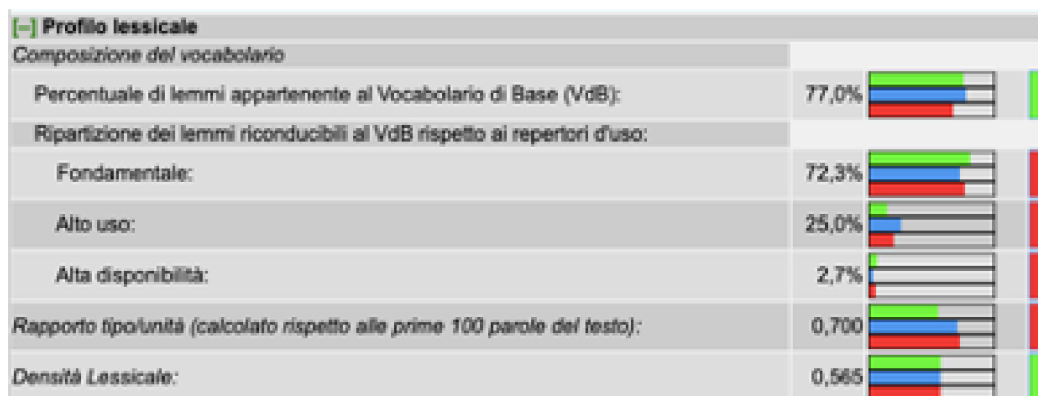 [–] Profilo lessicale
Composizione del vocabolario
Percentuale di lemmi appartenente al Vocabolario di Base (VdB): 77,0%
Ripartizione dei lemmi riconducibili al VdB rispetto ai repertori d'uso:
Fondamentale: 72,3%
Alto uso: 25,0%
Alta disponibilità: 2,7%
Rapporto tipo/unità (calcolato rispetto alle prime 100 parole del testo): 0,700
Densità Lessicale: 0,565